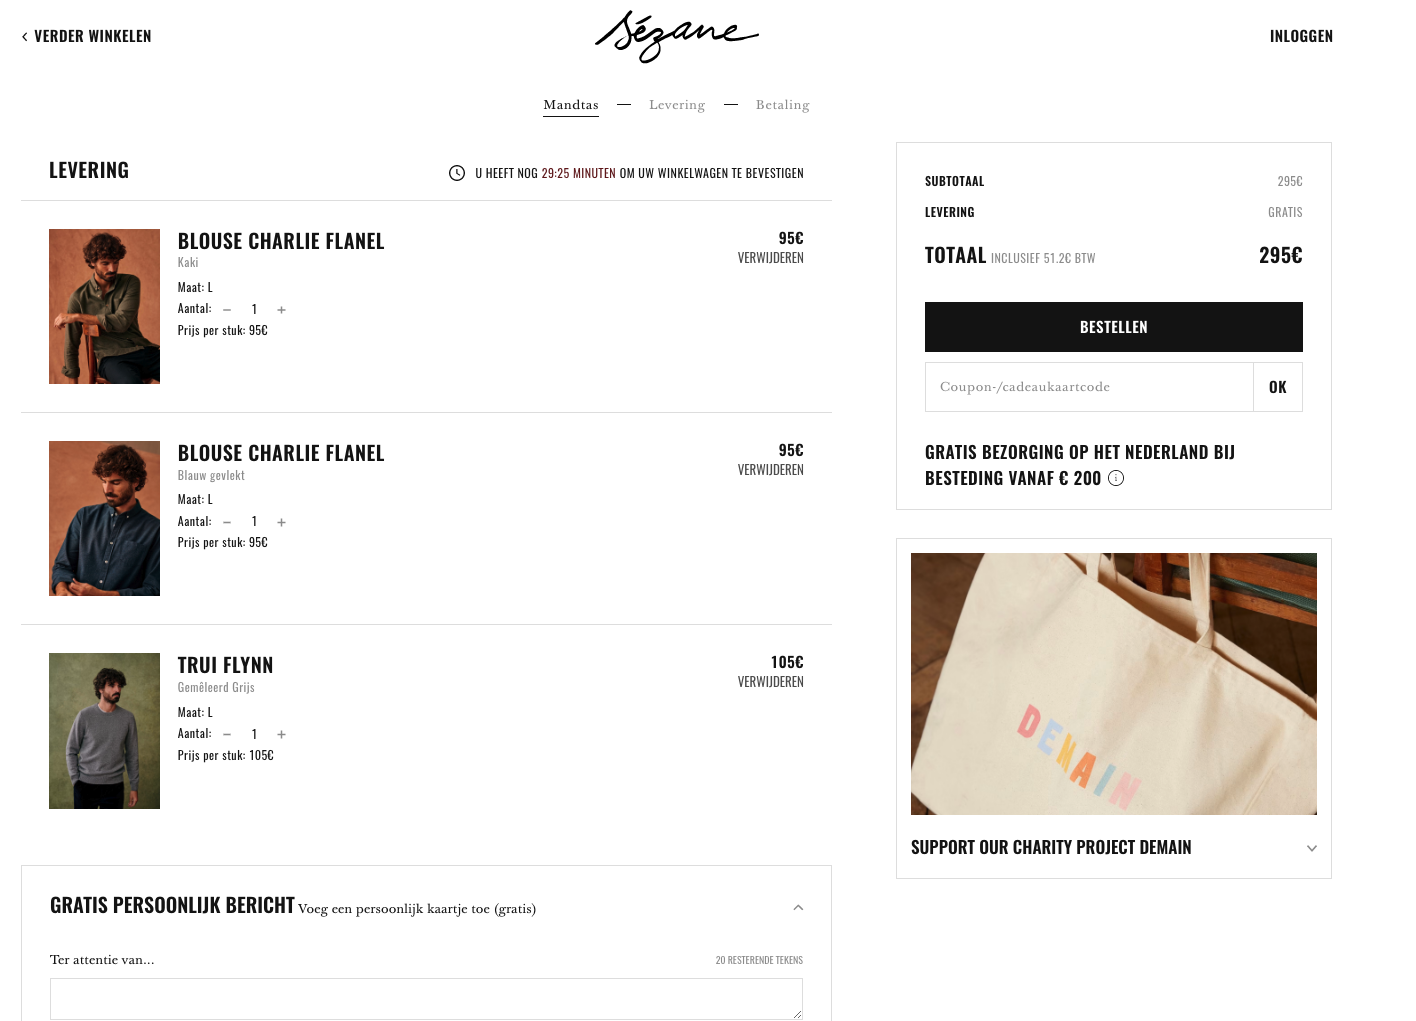 VERDER WINKELEN
Sézane
INLOGGEN
Mandtas — Levering — Betaling
LEVERING
U HEEFT NOG 29:25 MINUTEN OM UW WINKELWAGEN TE BEVESTIGEN
BLOUSE CHARLIE FLANEL
Kaki
Maat: L
Aantal: − 1 +
Prijs per stuk: 95€
95€
VERWIJDEREN
BLOUSE CHARLIE FLANEL
Blauw gevlekt
Maat: L
Aantal: − 1 +
Prijs per stuk: 95€
95€
VERWIJDEREN
TRUI FLYNN
Gemêleerd Grijs
Maat: L
Aantal: − 1 +
Prijs per stuk: 105€
105€
VERWIJDEREN
GRATIS PERSOONLIJK BERICHT Voeg een persoonlijk kaartje toe (gratis)
Ter attentie van...
20 RESTERENDE TEKENS
SUBTOTAAL 295€
LEVERING GRATIS
TOTAAL INCLUSIEF 51.2€ BTW 295€
BESTELLEN
Coupon-/cadeaukaartcode OK
GRATIS BEZORGING OP HET NEDERLAND BIJ
BESTEDING VANAF € 200
DEMAIN
SUPPORT OUR CHARITY PROJECT DEMAIN